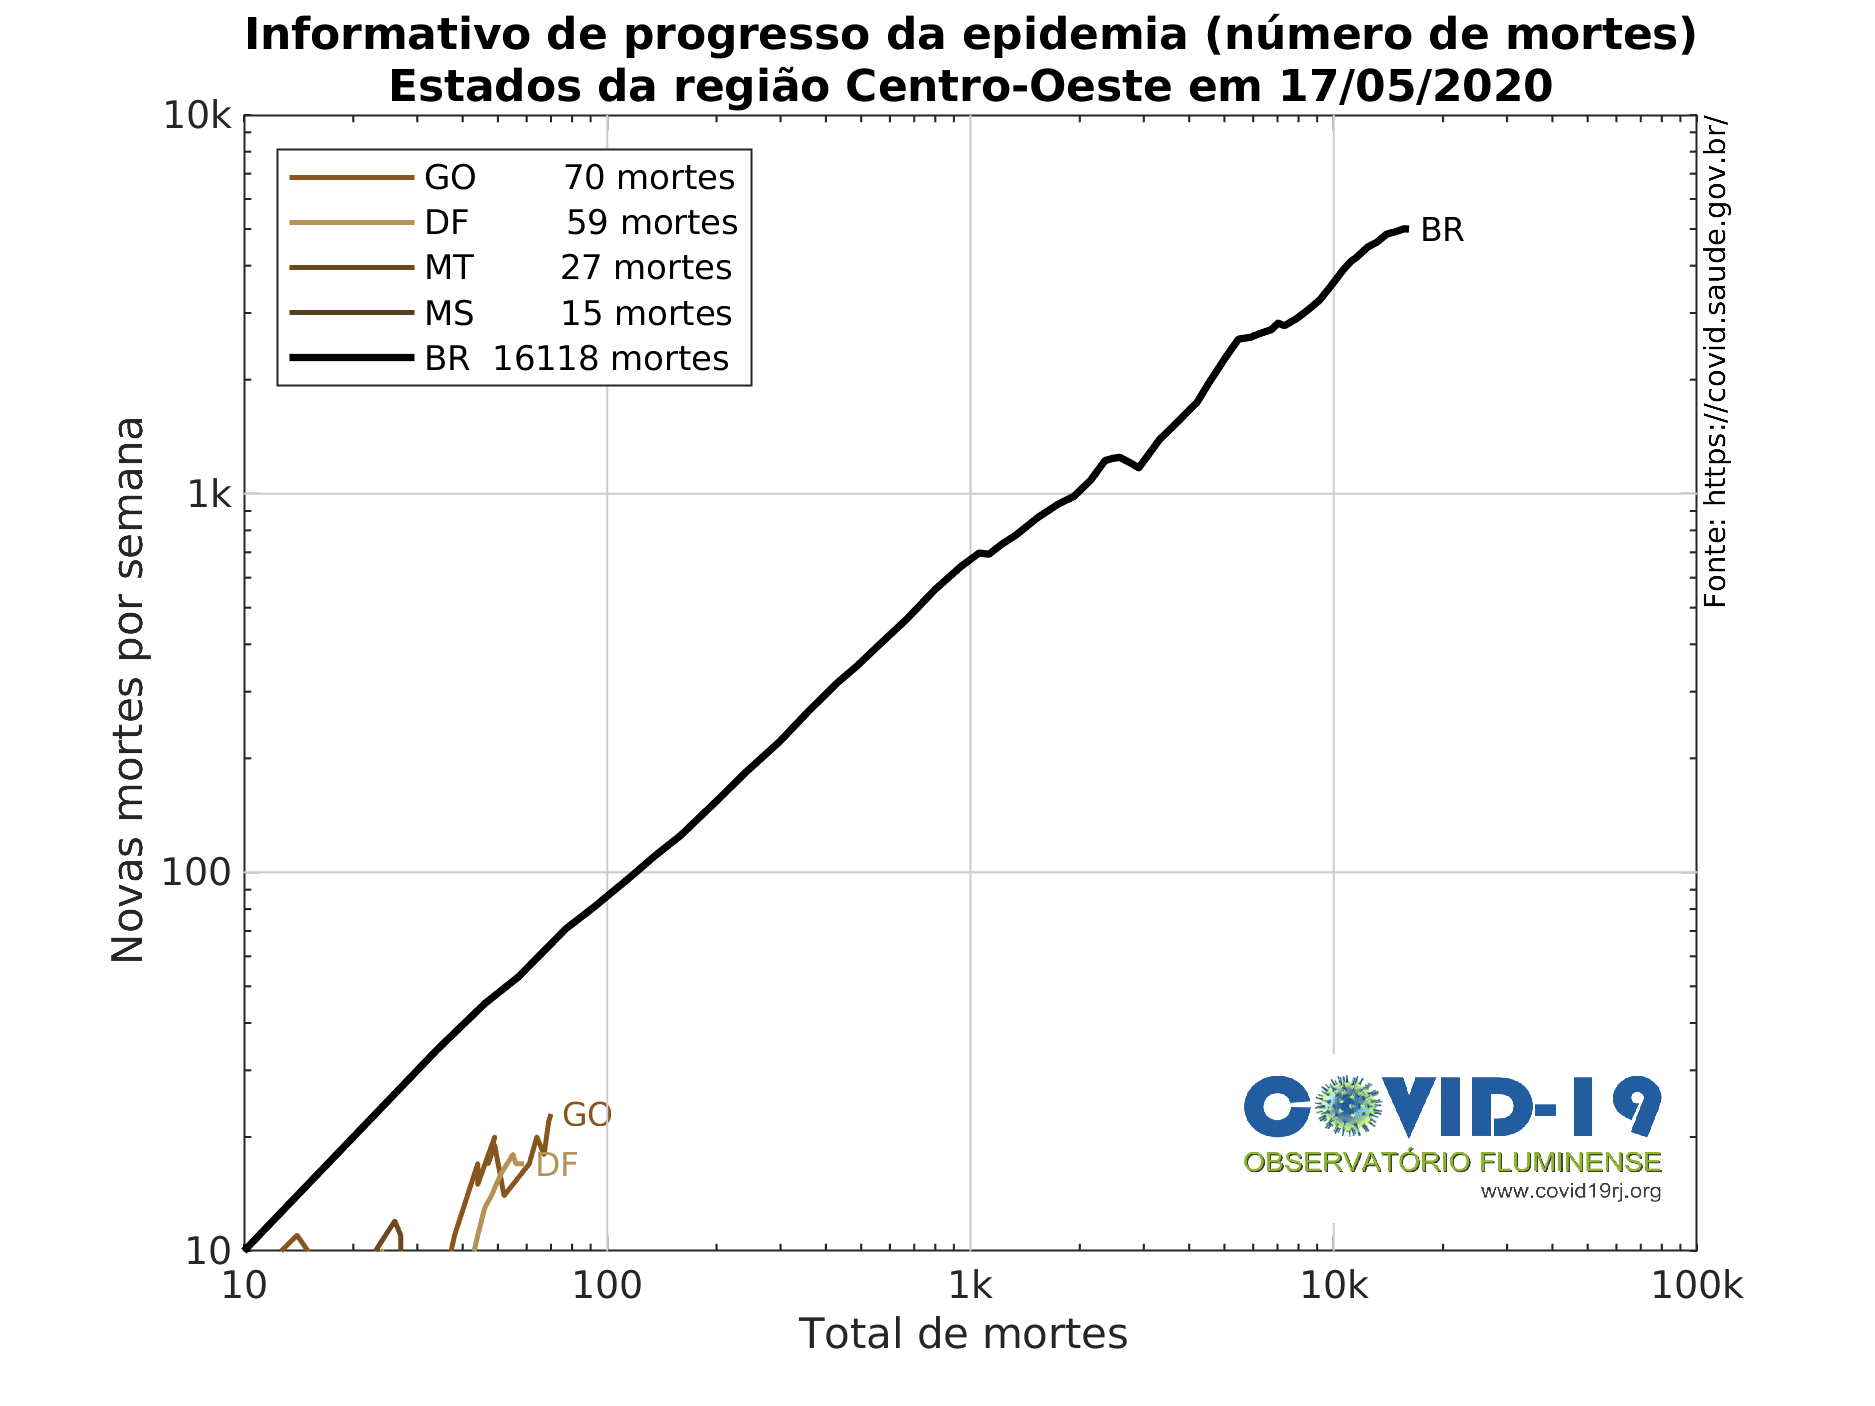 Informativo de progresso da epidemia (número de mortes)
Estados da região Centro-Oeste em 17/05/2020
10k
1k
100
10
Novas mortes por semana
GO 70 mortes
DF 59 mortes
MT 27 mortes
MS 15 mortes
BR 16118 mortes
BR
GO
DF
Fonte: https://covid.saude.gov.br/
COVID-19
OBSERVATÓRIO FLUMINENSE
www.covid19rj.org
10 100 1k 10k 100k
Total de mortes